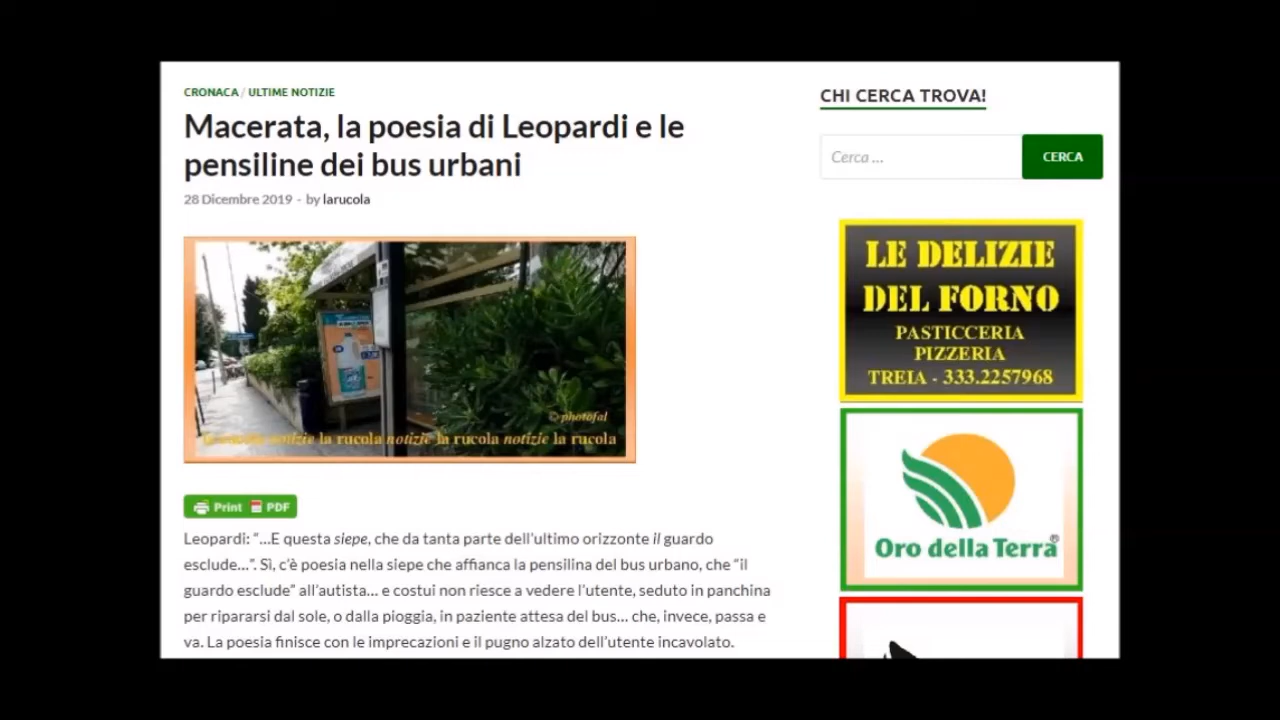 CRONACA / ULTIME NOTIZIE
Macerata, la poesia di Leopardi e le
pensiline dei bus urbani
28 Dicembre 2019 - by larucola
© photofal
notizie la rucola notizie la rucola notizie la rucola
Print PDF
Leopardi: “…E questa siepe, che da tanta parte dell’ultimo orizzonte il guardo
esclude…”. Sì, c’è poesia nella siepe che affianca la pensilina del bus urbano, che “il
guardo esclude” all’autista… e costui non riesce a vedere l’utente, seduto in panchina
per ripararsi dal sole, o dalla pioggia, in paziente attesa del bus… che, invece, passa e
va. La poesia finisce con le imprecazioni e il pugno alzato dell’utente incavolato.
CHI CERCA TROVA!
Cerca …
CERCA
LE DELIZIE
DEL FORNO
PASTICCERIA
PIZZERIA
TREIA - 333.2257968
Oro della Terra®